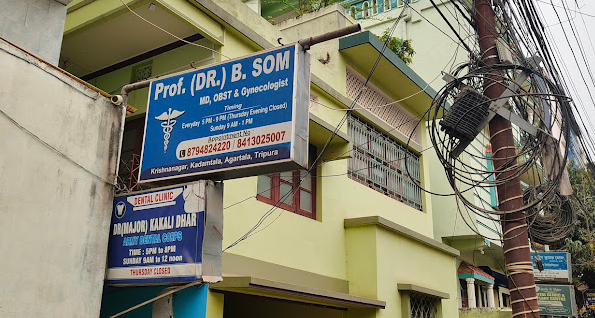 Prof. (DR.) B. SOM
MD, OBST & Gynecologist
Timing
Everyday 5 PM - 9 PM (Thursday Evening Closed)
Sunday 9 AM - 1 PM
Appointment No.
8794824220 / 8413025007
Krishnanagar, Kadamtala, Agartala, Tripura
DENTAL CLINIC
DR(MAJOR) KAKALI DHAR
ARMY DENTAL CORPS
TIME : 5PM to 8PM
SUNDAY 9AM to 12 noon
THURSDAY CLOSED